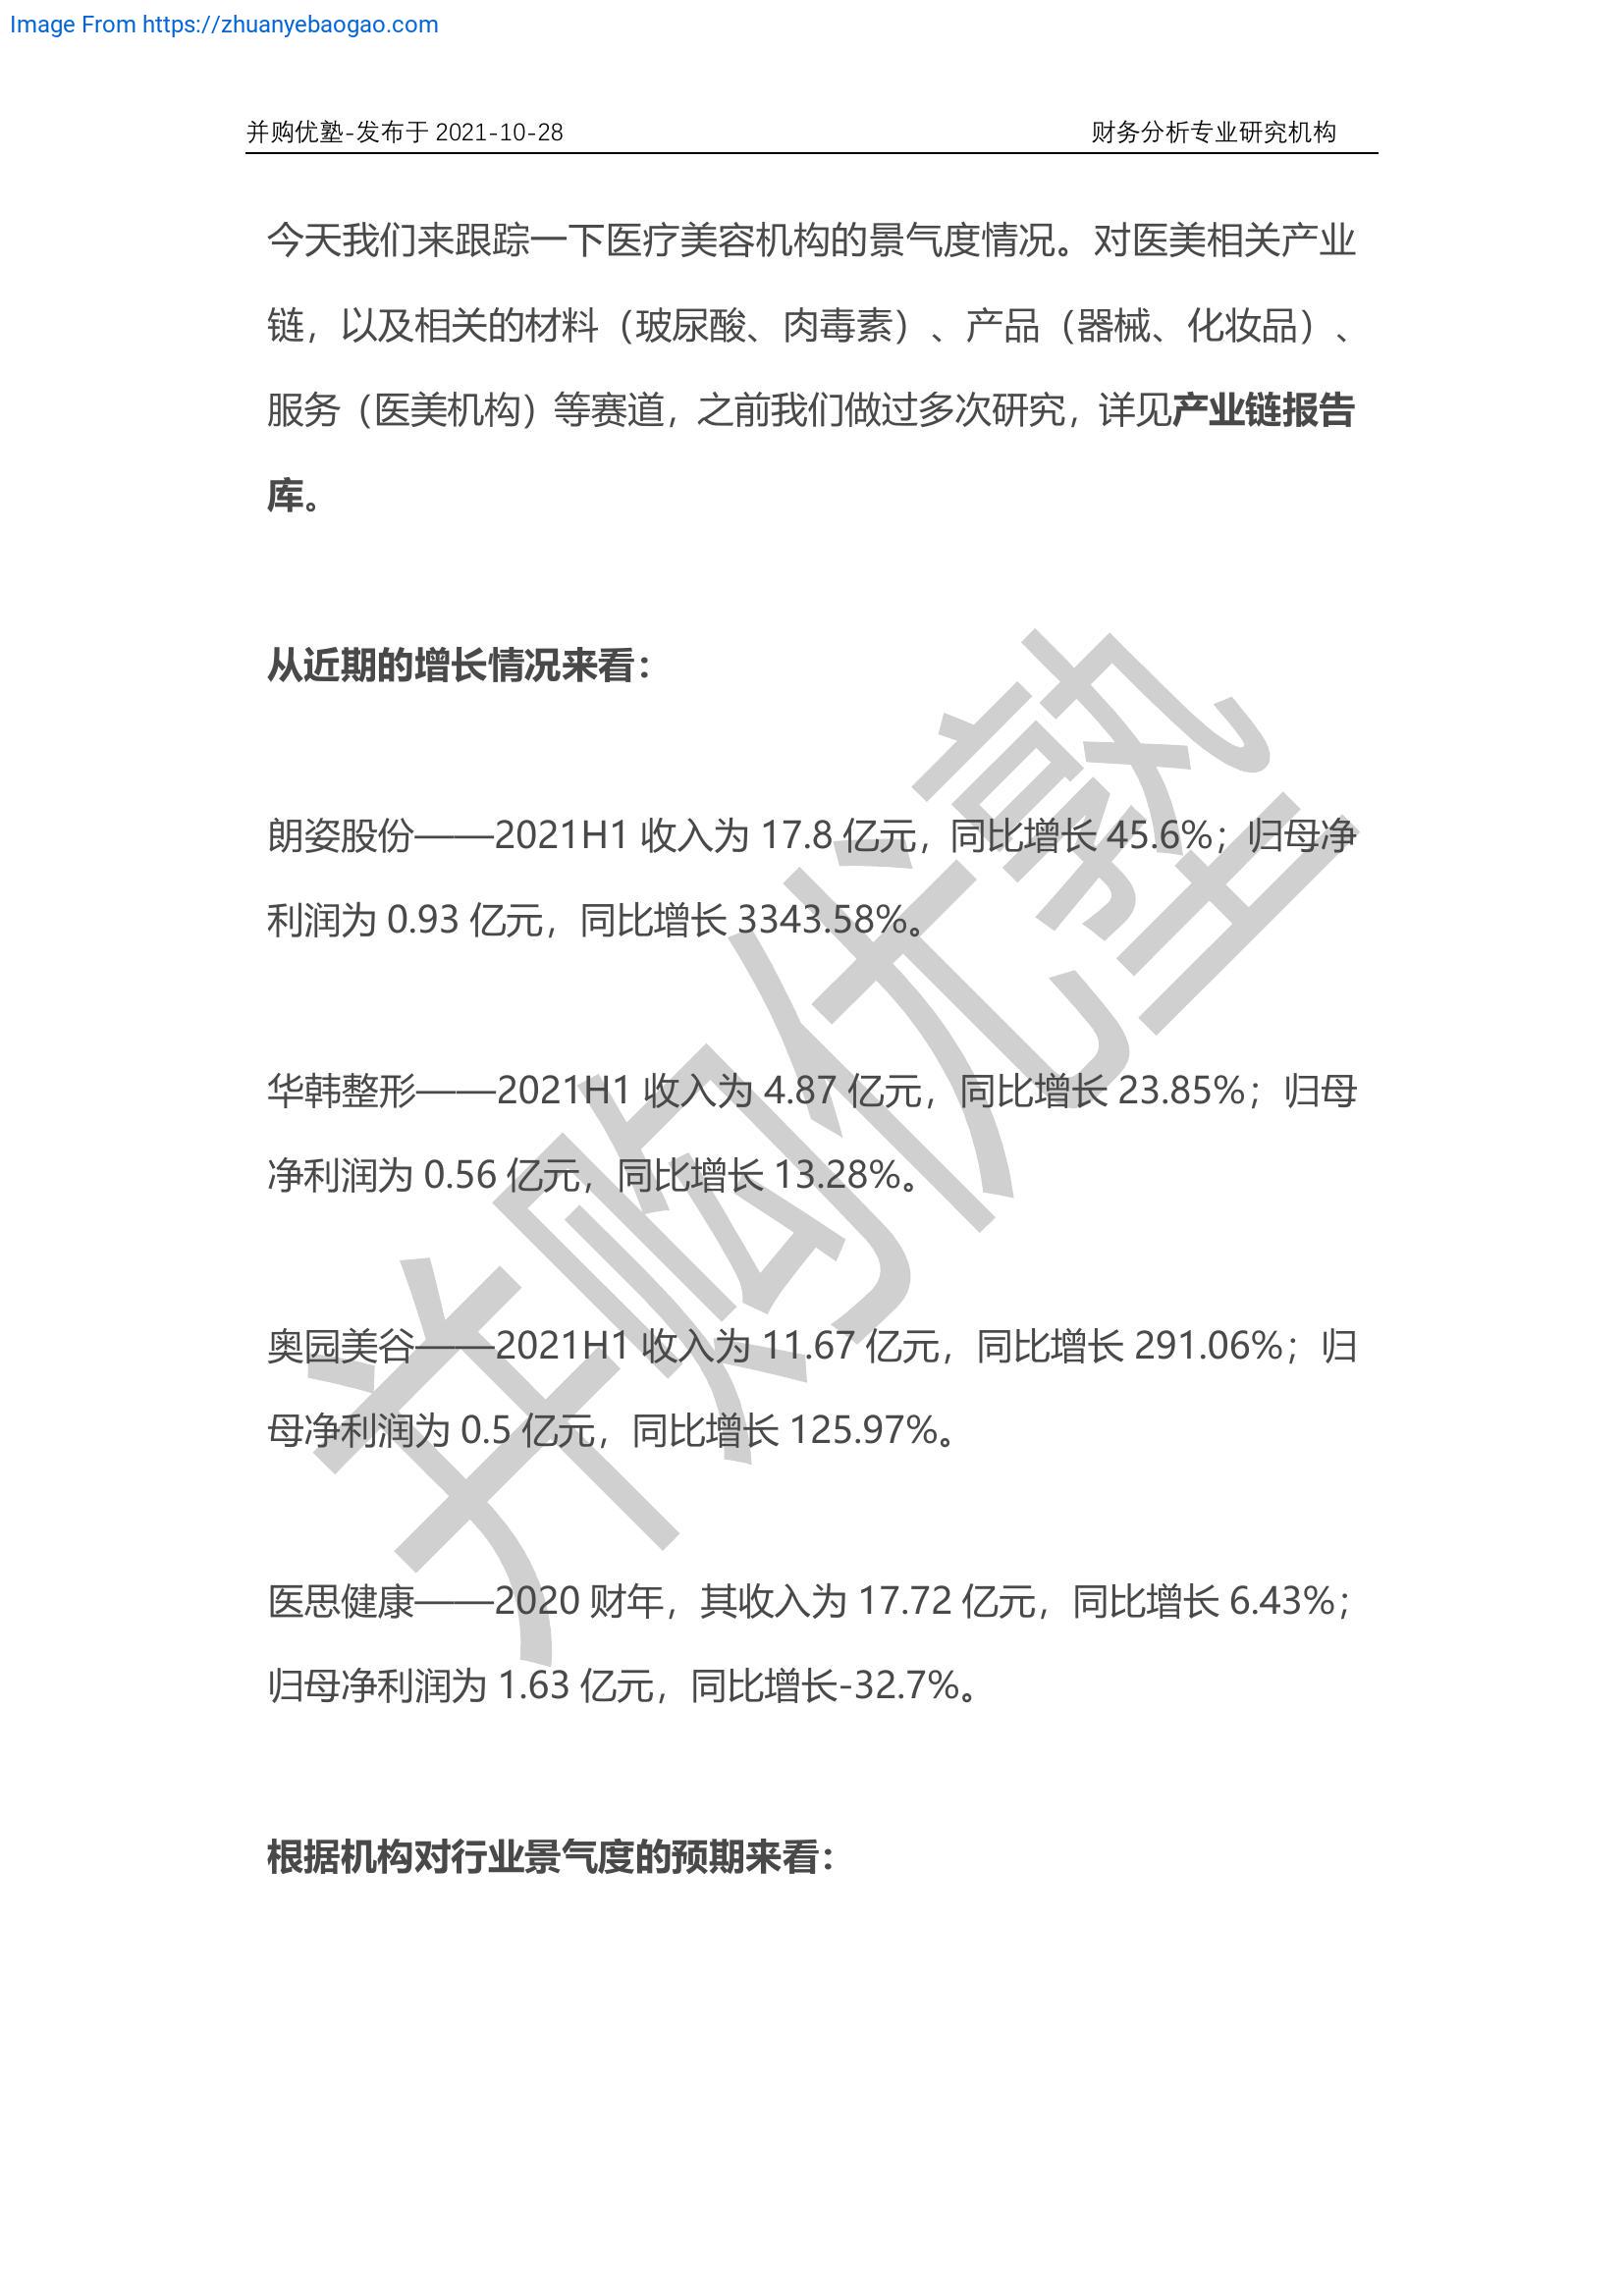 Image From https://zhuanyebaogao.com
并购优塾-发布于 2021-10-28 财务分析专业研究机构
今天我们来跟踪一下医疗美容机构的景气度情况。对医美相关产业
链，以及相关的材料（玻尿酸、肉毒素）、产品（器械、化妆品）、
服务（医美机构）等赛道，之前我们做过多次研究，详见产业链报告
库。
从近期的增长情况来看：
朗姿股份——2021H1 收入为 17.8 亿元，同比增长 45.6%；归母净
利润为 0.93 亿元，同比增长 3343.58%。
华韩整形——2021H1 收入为 4.87 亿元，同比增长 23.85%；归母
净利润为 0.56 亿元，同比增长 13.28%。
奥园美谷——2021H1 收入为 11.67 亿元，同比增长 291.06%；归
母净利润为 0.5 亿元，同比增长 125.97%。
医思健康——2020 财年，其收入为 17.72 亿元，同比增长 6.43%；
归母净利润为 1.63 亿元，同比增长-32.7%。
根据机构对行业景气度的预期来看：
并购优塾